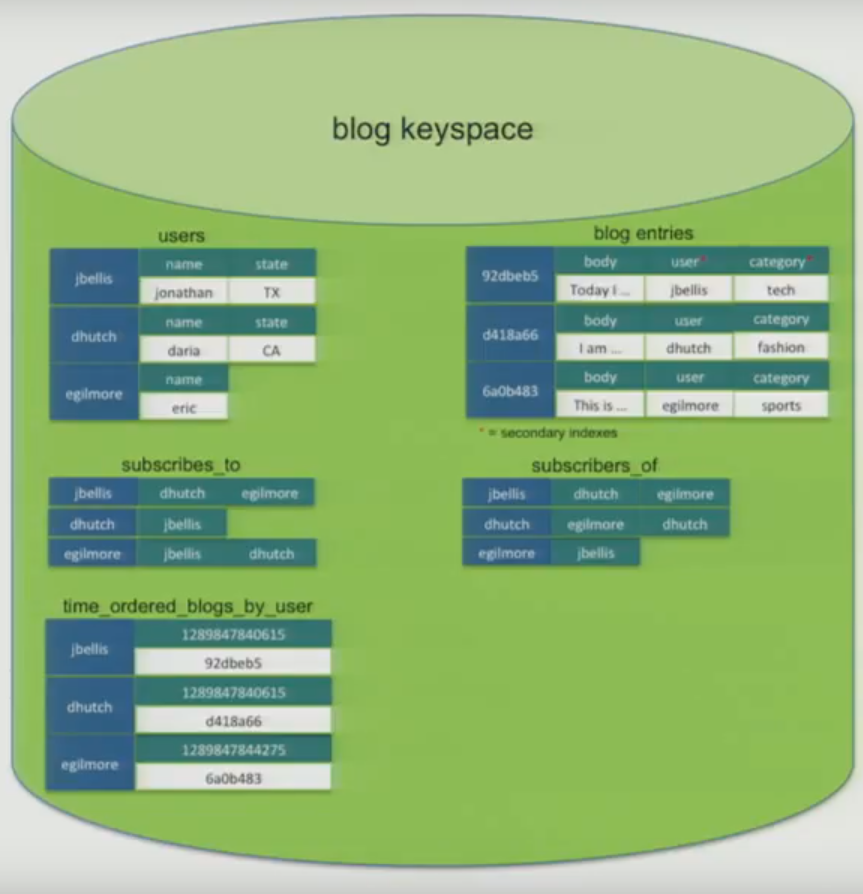 blog keyspace
users
name state
jbellis
jonathan TX
name state
dhutch
daria CA
name
egilmore
eric
blog entries
body user* category*
92dbeb5
Today I ... jbellis tech
body user category
d418a66
I am ... dhutch fashion
body user category
6a0b483
This is ... egilmore sports
* = secondary indexes
subscribes_to
jbellis dhutch egilmore
dhutch jbellis
egilmore jbellis dhutch
subscribers_of
jbellis dhutch egilmore
dhutch egilmore dhutch
egilmore jbellis
time_ordered_blogs_by_user
1289847840615
jbellis
92dbeb5
1289847840615
dhutch
d418a66
1289847844275
egilmore
6a0b483